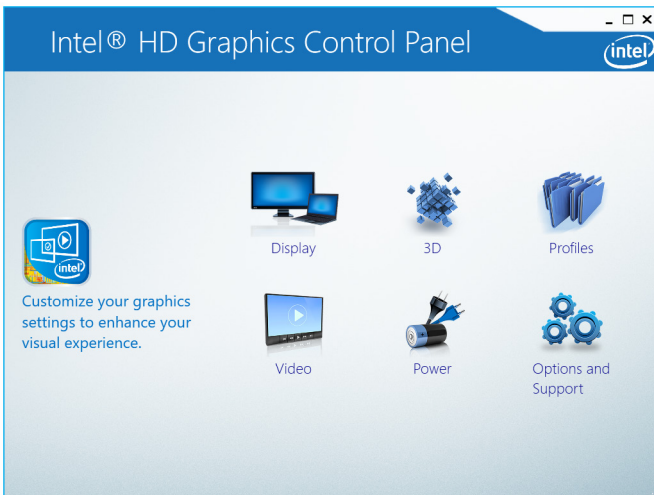 Intel® HD Graphics Control Panel
intel
Display
3D
Profiles
intel
Customize your graphics
settings to enhance your
visual experience.
Video
Power
Options and
Support